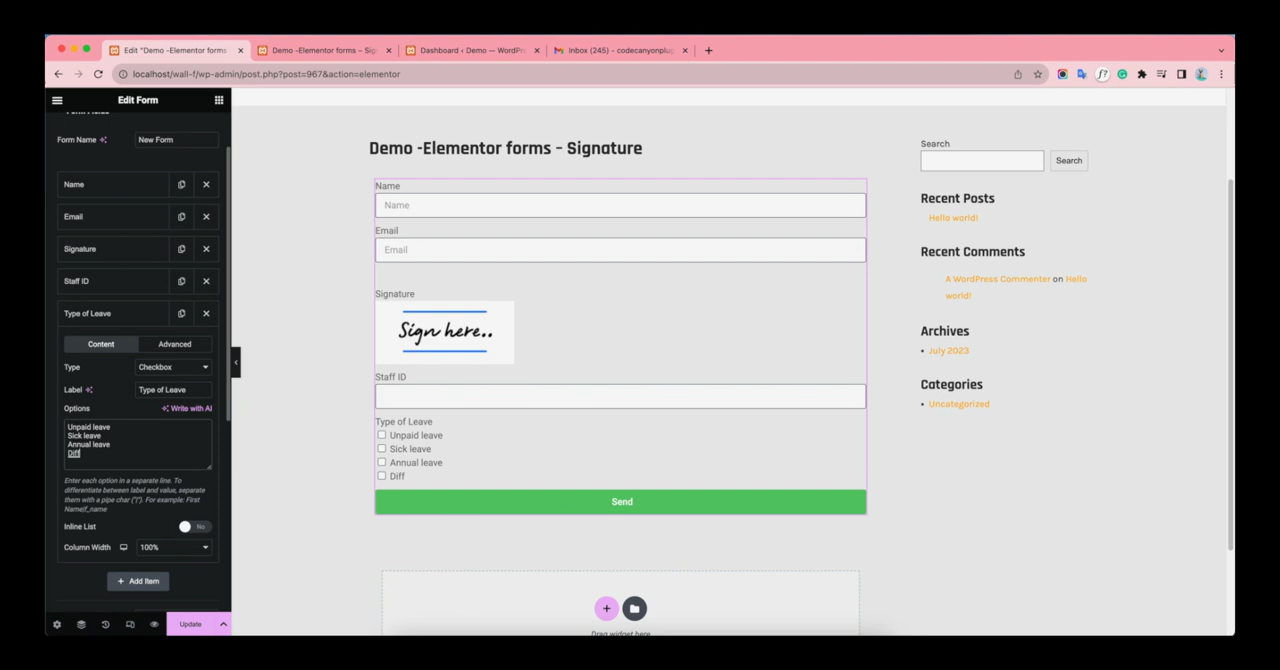 Edit "Demo -Elementor forms
Demo -Elementor forms – Sig
Dashboard ‹ Demo — WordPr
Inbox (245) - codecanyonplu
localhost/wall-f/wp-admin/post.php?post=967&action=elementor
Edit Form
Form Name
New Form
Name
Email
Signature
Staff ID
Type of Leave
Content
Advanced
Type
Checkbox
Label
Type of Leave
Options
Write with AI
Unpaid leave
Sick leave
Annual leave
Diff
Enter each option in a separate line. To
differentiate between label and value, separate
them with a pipe char ("|"). For example: First
Name|f_name
Inline List
No
Column Width
100%
+ Add Item
Update
Demo -Elementor forms – Signature
Name
Name
Email
Email
Signature
Sign here..
Staff ID
Type of Leave
Unpaid leave
Sick leave
Annual leave
Diff
Send
Drag widget here
Search
Search
Recent Posts
Hello world!
Recent Comments
A WordPress Commenter on Hello
world!
Archives
• July 2023
Categories
• Uncategorized